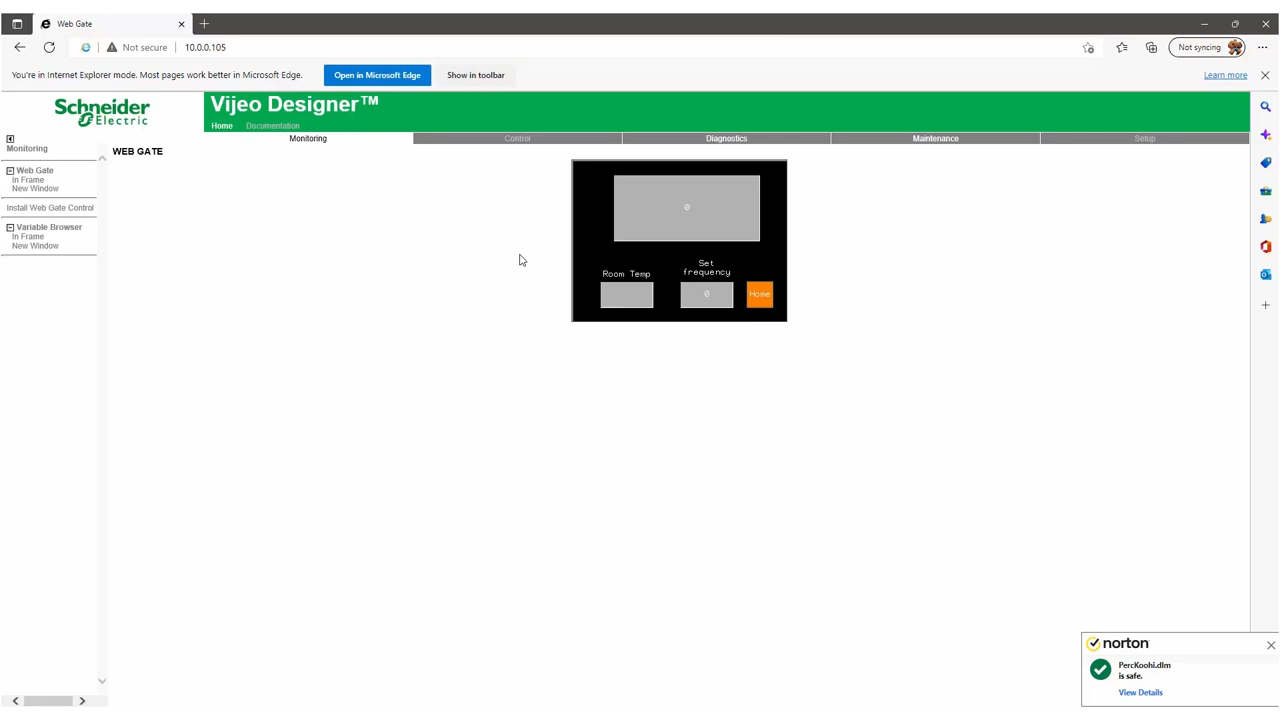 Web Gate
Not secure
10.0.0.105
Not syncing
You're in Internet Explorer mode. Most pages work better in Microsoft Edge.
Open in Microsoft Edge
Show in toolbar
Learn more
Schneider
Electric
Vijeo Designer™
Home
Documentation
Monitoring
Control
Diagnostics
Maintenance
Setup
Monitoring
Web Gate
In Frame
New Window
Install Web Gate Control
Variable Browser
In Frame
New Window
WEB GATE
0
Room Temp
Set
frequency
0
Home
norton
PercKoohi.dlm
is safe.
View Details